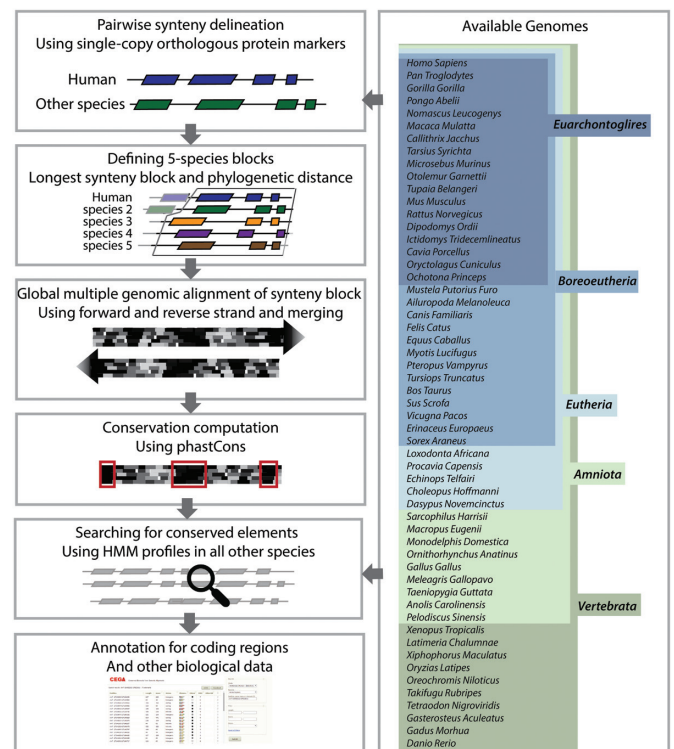 Pairwise synteny delineation
Using single-copy orthologous protein markers
Human
Other species
Defining 5-species blocks
Longest synteny block and phylogenetic distance
Human
species 2
species 3
species 4
species 5
Global multiple genomic alignment of synteny block
Using forward and reverse strand and merging
Conservation computation
Using phastCons
Searching for conserved elements
Using HMM profiles in all other species
Annotation for coding regions
And other biological data
CEGA
Available Genomes
Homo Sapiens
Pan Troglodytes
Gorilla Gorilla
Pongo Abelii
Nomascus Leucogenys
Macaca Mulatta
Callithrix Jacchus
Tarsius Syrichta
Microsebus Murinus
Otolemur Garnettii
Tupaia Belangeri
Mus Musculus
Rattus Norvegicus
Dipodomys Ordii
Ictidomys Tridecemlineatus
Cavia Porcellus
Oryctolagus Cuniculus
Ochotona Princeps
Mustela Putorius Furo
Ailuropoda Melanoleuca
Canis Familiaris
Felis Catus
Equus Caballus
Myotis Lucifugus
Pteropus Vampyrus
Tursiops Truncatus
Bos Taurus
Sus Scrofa
Vicugna Pacos
Erinaceus Europaeus
Sorex Araneus
Loxodonta Africana
Procavia Capensis
Echinops Telfairi
Choleopus Hoffmanni
Dasypus Novemcinctus
Sarcophilus Harrisii
Macropus Eugenii
Monodelphis Domestica
Ornithorhynchus Anatinus
Gallus Gallus
Meleagris Gallopavo
Taeniopygia Guttata
Anolis Carolinensis
Pelodiscus Sinensis
Xenopus Tropicalis
Latimeria Chalumnae
Xiphophorus Maculatus
Oryzias Latipes
Oreochromis Niloticus
Takifugu Rubripes
Tetraodon Nigroviridis
Gasterosteus Aculeatus
Gadus Morhua
Danio Rerio
Euarchontoglires
Boreoeutheria
Eutheria
Amniota
Vertebrata